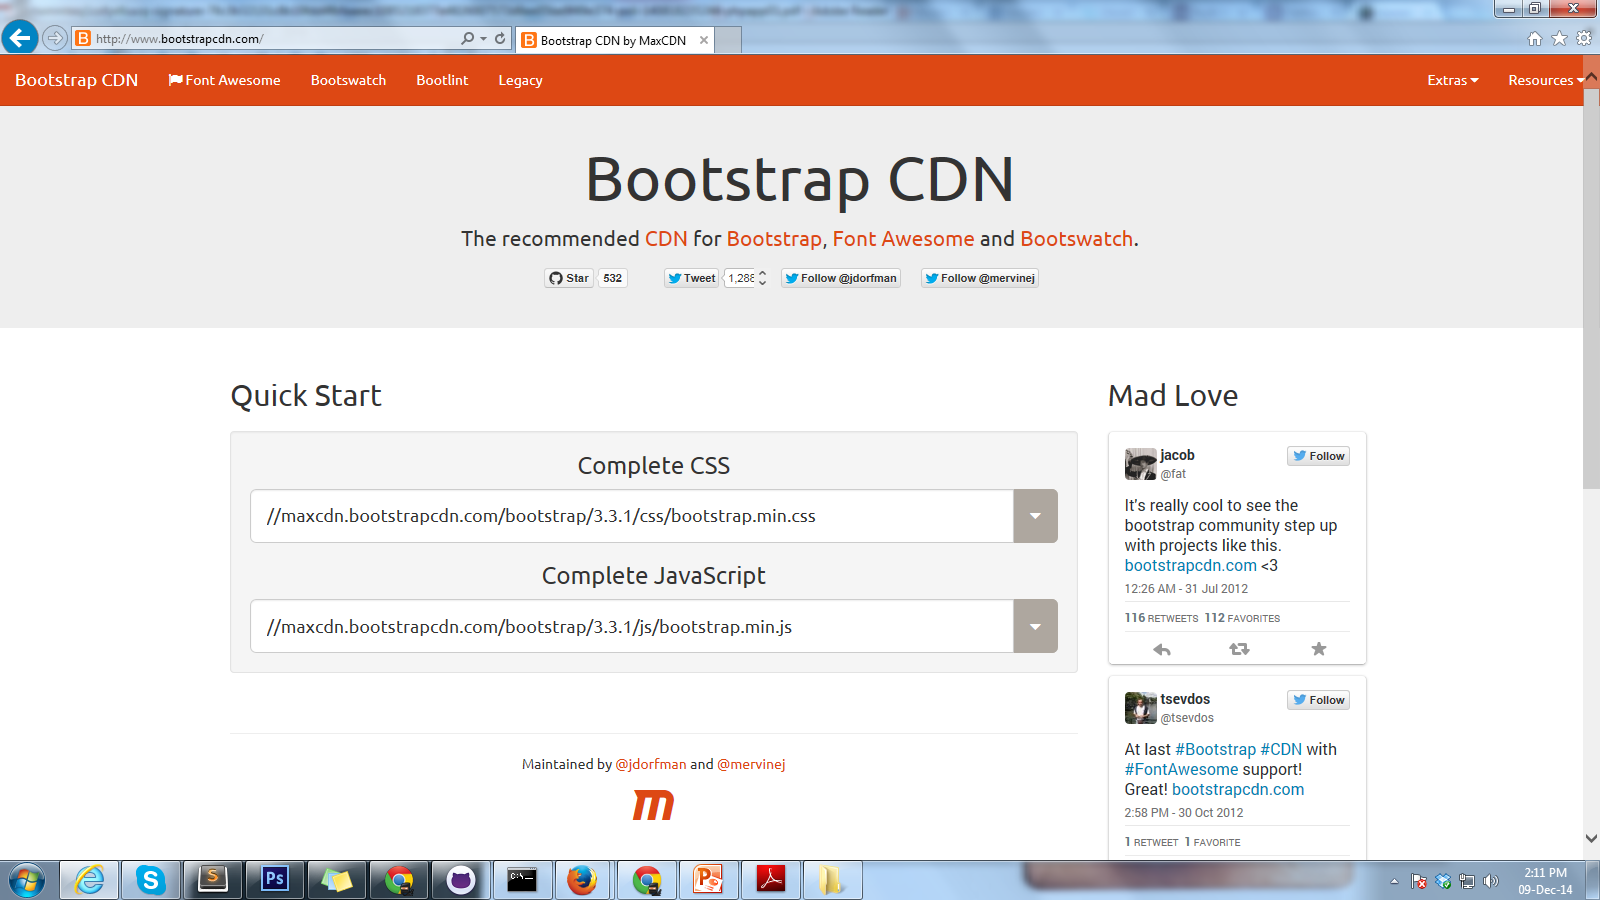 http://www.bootstrapcdn.com/
Bootstrap CDN by MaxCDN
Bootstrap CDN
Font Awesome
Bootswatch
Bootlint
Legacy
Extras
Resources
Bootstrap CDN
The recommended CDN for Bootstrap, Font Awesome and Bootswatch.
Star 532
Tweet 1,288
Follow @jdorfman
Follow @mervinej
Quick Start
Complete CSS
//maxcdn.bootstrapcdn.com/bootstrap/3.3.1/css/bootstrap.min.css
Complete JavaScript
//maxcdn.bootstrapcdn.com/bootstrap/3.3.1/js/bootstrap.min.js
Maintained by @jdorfman and @mervinej
m
Mad Love
jacob
@fat
Follow
It's really cool to see the
bootstrap community step up
with projects like this.
bootstrapcdn.com <3
12:26 AM - 31 Jul 2012
116 RETWEETS 112 FAVORITES
tsevdos
@tsevdos
Follow
At last #Bootstrap #CDN with
#FontAwesome support!
Great! bootstrapcdn.com
2:58 PM - 30 Oct 2012
1 RETWEET 1 FAVORITE
Ps
2:11 PM
09-Dec-14